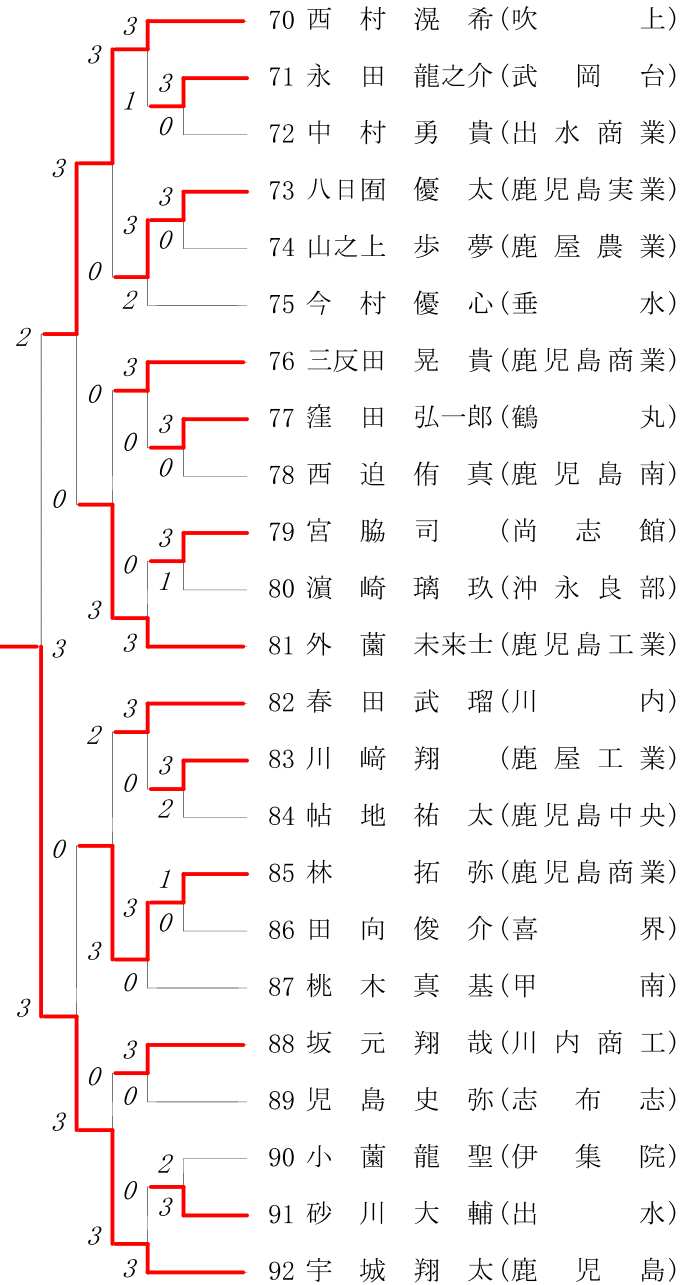 3 70 西村滉希(吹上)
3
3 71 永田龍之介(武岡台)
1
0 72 中村勇貴(出水商業)
3
3 73 八日囿優太(鹿児島実業)
3
0 74 山之上歩夢(鹿屋農業)
0
2 75 今村優心(垂水)
2
3 76 三反田晃貴(鹿児島商業)
0
3 77 窪田弘一郎(鶴丸)
0
0 78 西迫侑真(鹿児島南)
0
3 79 宮脇司(尚志館)
0
1 80 濵崎璃玖(沖永良部)
3
3 81 外薗未来士(鹿児島工業)
3
3 82 春田武瑠(川内)
2
3 83 川﨑翔(鹿屋工業)
0
2 84 帖地祐太(鹿児島中央)
0
1 85 林拓弥(鹿児島商業)
3
0 86 田向俊介(喜界)
3
0 87 桃木真基(甲南)
3
3 88 坂元翔哉(川内商工)
0
0 89 児島史弥(志布志)
3
2 90 小薗龍聖(伊集院)
0
3 91 砂川大輔(出水)
3
3 92 宇城翔太(鹿児島)